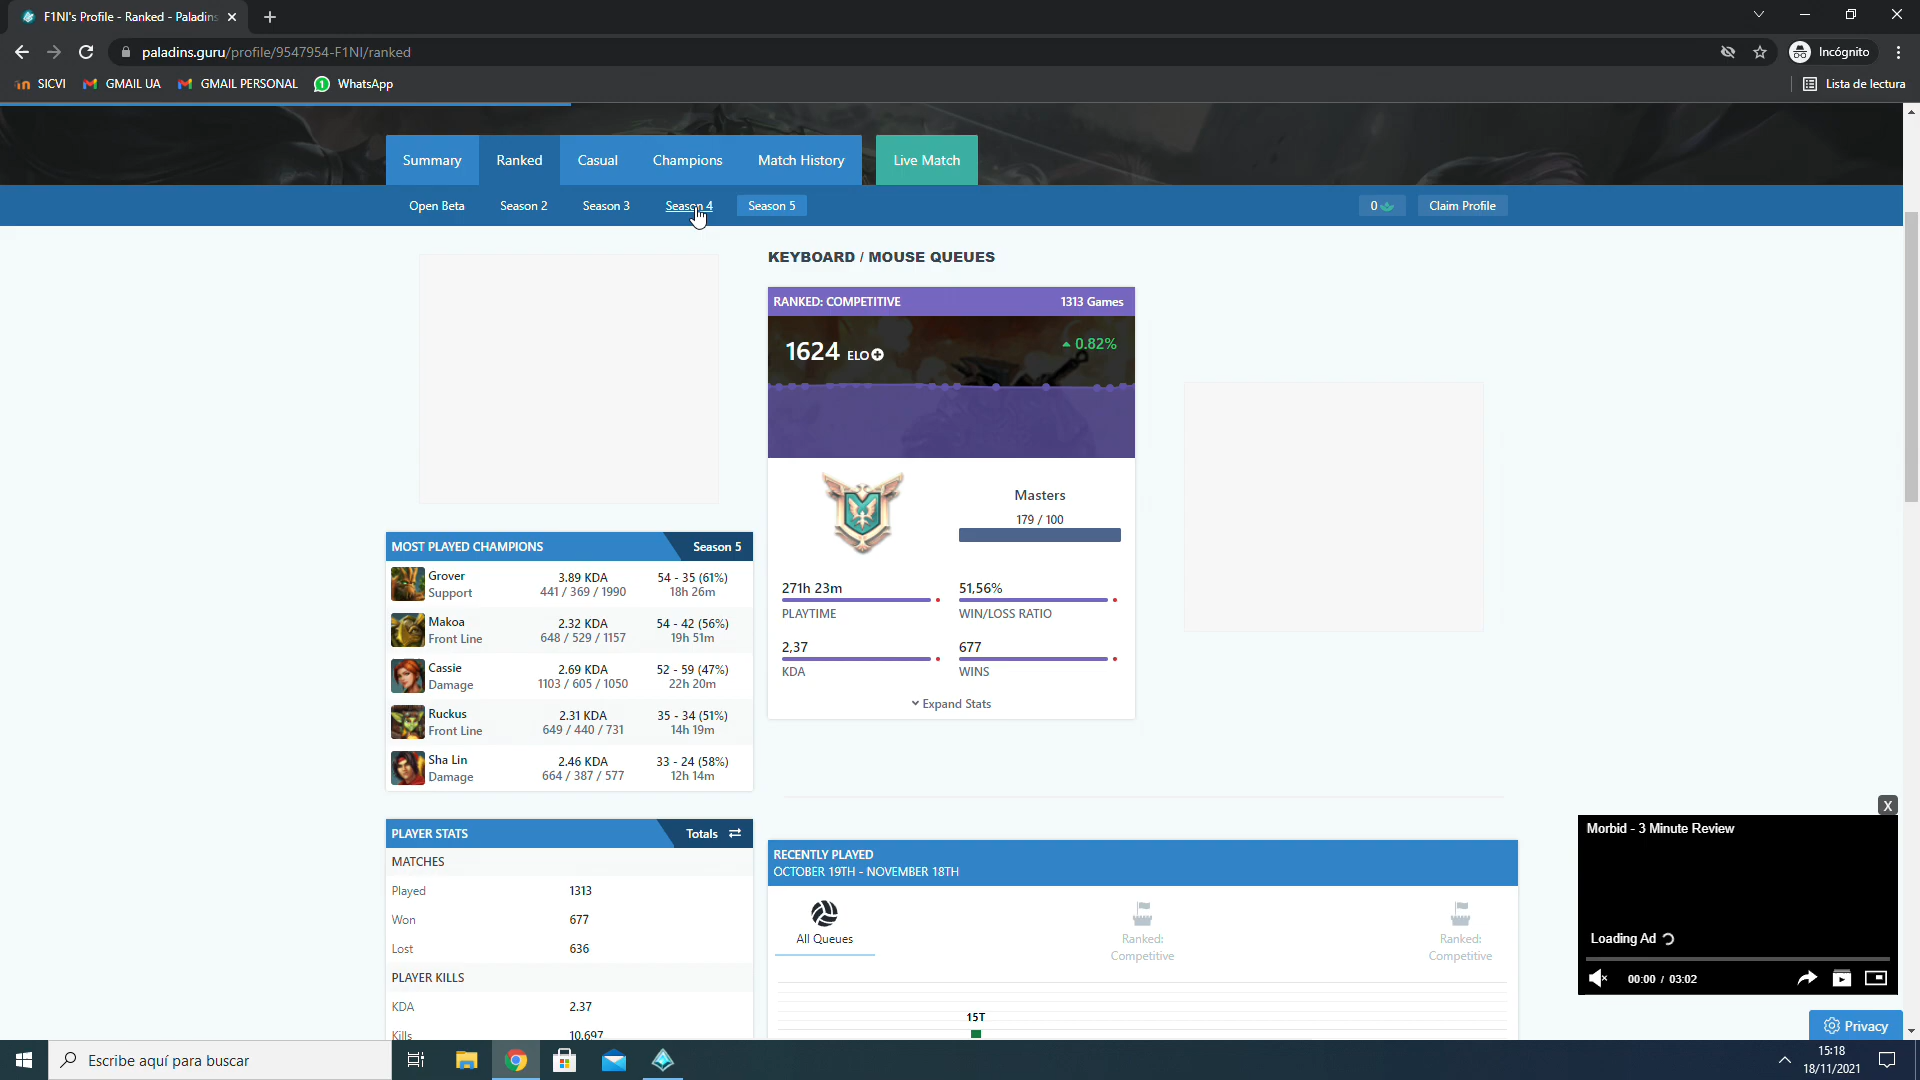 F1NI's Profile - Ranked - Paladins
paladins.guru/profile/9547954-F1NI/ranked
Incógnito
SICVI
GMAIL UA
GMAIL PERSONAL
WhatsApp
Lista de lectura
Summary
Ranked
Casual
Champions
Match History
Live Match
Open Beta
Season 2
Season 3
Season 4
Season 5
0
Claim Profile
KEYBOARD / MOUSE QUEUES
RANKED: COMPETITIVE 1313 Games
1624 ELO
0.82%
Masters
179 / 100
271h 23m
PLAYTIME
51,56%
WIN/LOSS RATIO
2,37
KDA
677
WINS
Expand Stats
MOST PLAYED CHAMPIONS Season 5
Grover 3.89 KDA 54 - 35 (61%)
Support 441 / 369 / 1990 18h 26m
Makoa 2.32 KDA 54 - 42 (56%)
Front Line 648 / 529 / 1157 19h 51m
Cassie 2.69 KDA 52 - 59 (47%)
Damage 1103 / 605 / 1050 22h 20m
Ruckus 2.31 KDA 35 - 34 (51%)
Front Line 649 / 440 / 731 14h 19m
Sha Lin 2.46 KDA 33 - 24 (58%)
Damage 664 / 387 / 577 12h 14m
PLAYER STATS Totals
MATCHES
Played 1313
Won 677
Lost 636
PLAYER KILLS
KDA 2.37
Kills 10,697
RECENTLY PLAYED
OCTOBER 19TH - NOVEMBER 18TH
All Queues
Ranked:
Competitive
Ranked:
Competitive
15T
X
Morbid - 3 Minute Review
Loading Ad
00:00 / 03:02
Privacy
Escribe aquí para buscar
15:18
18/11/2021